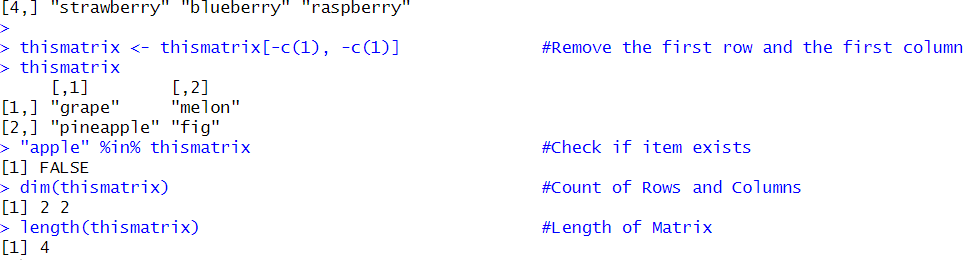 [4,] "strawberry" "blueberry" "raspberry"
>
> thismatrix <- thismatrix[-c(1), -c(1)] #Remove the first row and the first column
> thismatrix
[,1] [,2]
[1,] "grape" "melon"
[2,] "pineapple" "fig"
> "apple" %in% thismatrix #Check if item exists
[1] FALSE
> dim(thismatrix) #Count of Rows and Columns
[1] 2 2
> length(thismatrix) #Length of Matrix
[1] 4